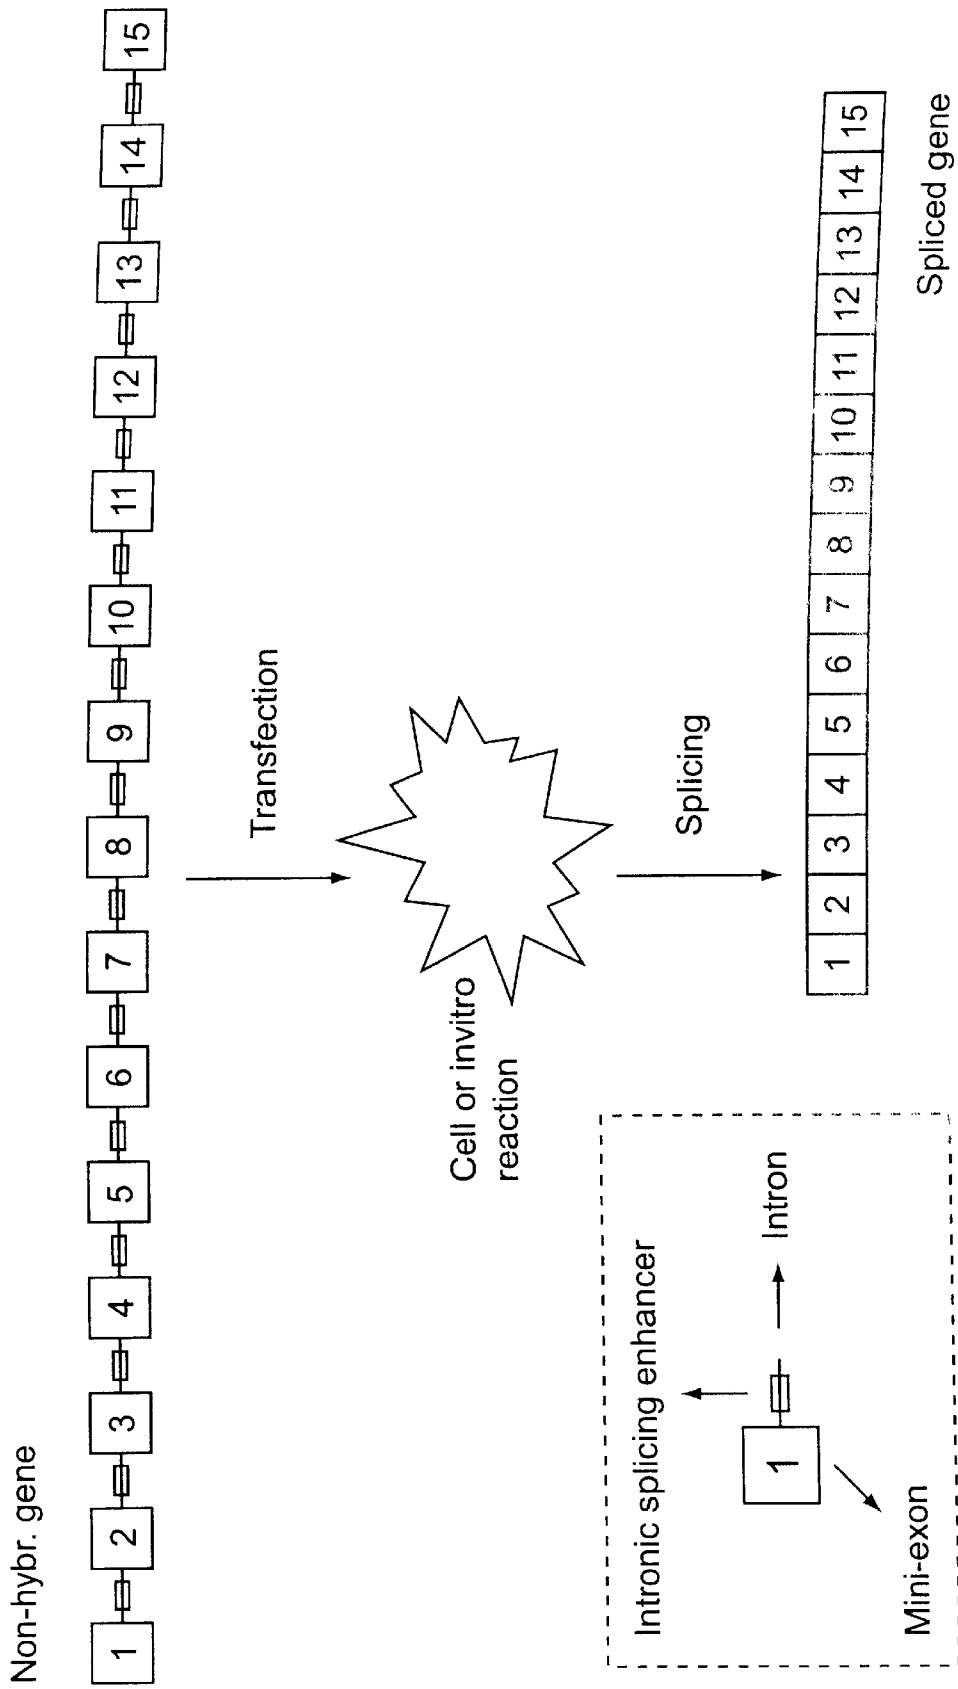 Non-hybr. gene
1 2 3 4 5 6 7 8 9 10 11 12 13 14 15
Transfection
Cell or invitro
reaction
Splicing
1 2 3 4 5 6 7 8 9 10 11 12 13 14 15
Spliced gene
Intronic splicing enhancer
1
Intron
Mini-exon